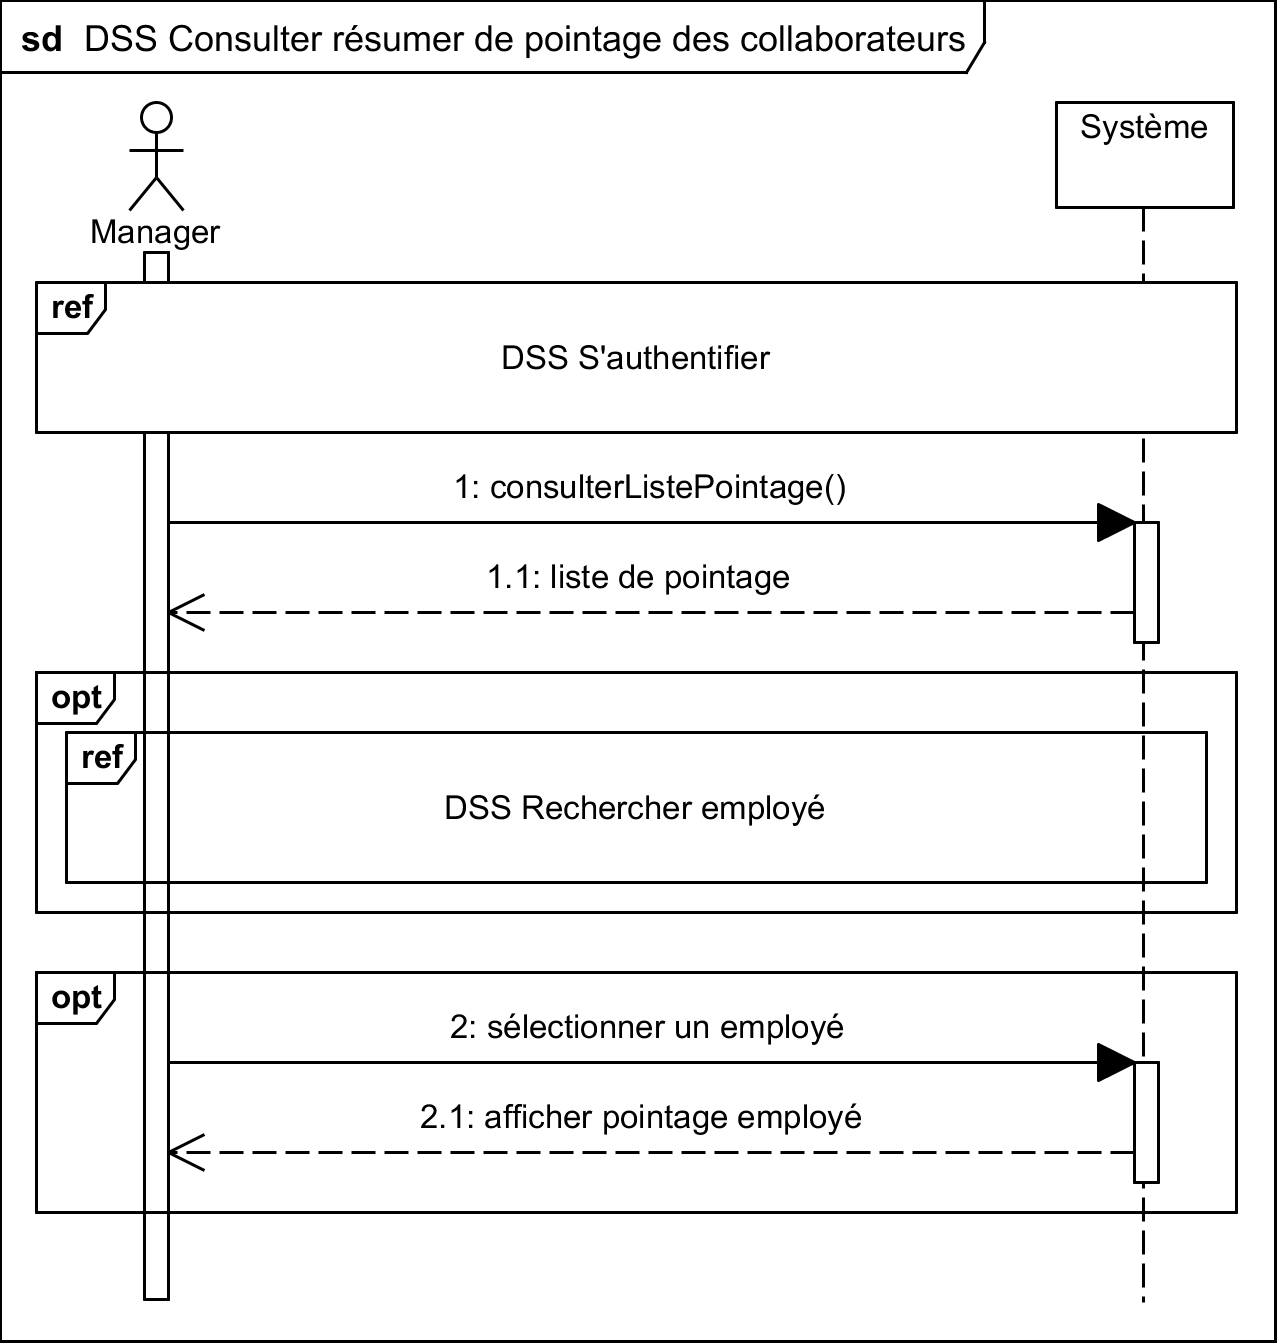 sd DSS Consulter résumer de pointage des collaborateurs
Système
Manager
ref
DSS S'authentifier
1: consulterListePointage()
1.1: liste de pointage
opt
ref
DSS Rechercher employé
opt
2: sélectionner un employé
2.1: afficher pointage employé